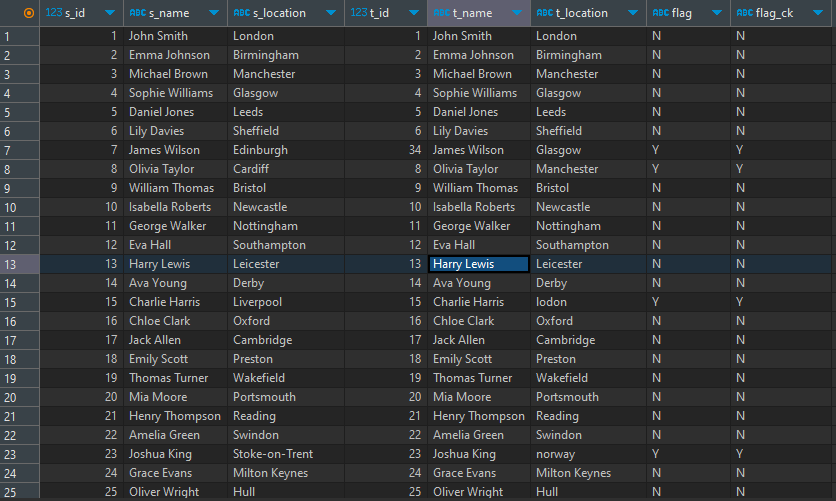 123 s_id ABC s_name ABC s_location 123 t_id ABC t_name ABC t_location ABC flag ABC flag_ck
1 1 John Smith London 1 John Smith London N N
2 2 Emma Johnson Birmingham 2 Emma Johnson Birmingham N N
3 3 Michael Brown Manchester 3 Michael Brown Manchester N N
4 4 Sophie Williams Glasgow 4 Sophie Williams Glasgow N N
5 5 Daniel Jones Leeds 5 Daniel Jones Leeds N N
6 6 Lily Davies Sheffield 6 Lily Davies Sheffield N N
7 7 James Wilson Edinburgh 34 James Wilson Glasgow Y Y
8 8 Olivia Taylor Cardiff 8 Olivia Taylor Manchester Y Y
9 9 William Thomas Bristol 9 William Thomas Bristol N N
10 10 Isabella Roberts Newcastle 10 Isabella Roberts Newcastle N N
11 11 George Walker Nottingham 11 George Walker Nottingham N N
12 12 Eva Hall Southampton 12 Eva Hall Southampton N N
13 13 Harry Lewis Leicester 13 Harry Lewis Leicester N N
14 14 Ava Young Derby 14 Ava Young Derby N N
15 15 Charlie Harris Liverpool 15 Charlie Harris lodon Y Y
16 16 Chloe Clark Oxford 16 Chloe Clark Oxford N N
17 17 Jack Allen Cambridge 17 Jack Allen Cambridge N N
18 18 Emily Scott Preston 18 Emily Scott Preston N N
19 19 Thomas Turner Wakefield 19 Thomas Turner Wakefield N N
20 20 Mia Moore Portsmouth 20 Mia Moore Portsmouth N N
21 21 Henry Thompson Reading 21 Henry Thompson Reading N N
22 22 Amelia Green Swindon 22 Amelia Green Swindon N N
23 23 Joshua King Stoke-on-Trent 23 Joshua King norway Y Y
24 24 Grace Evans Milton Keynes 24 Grace Evans Milton Keynes N N
25 25 Oliver Wright Hull 25 Oliver Wright Hull N N